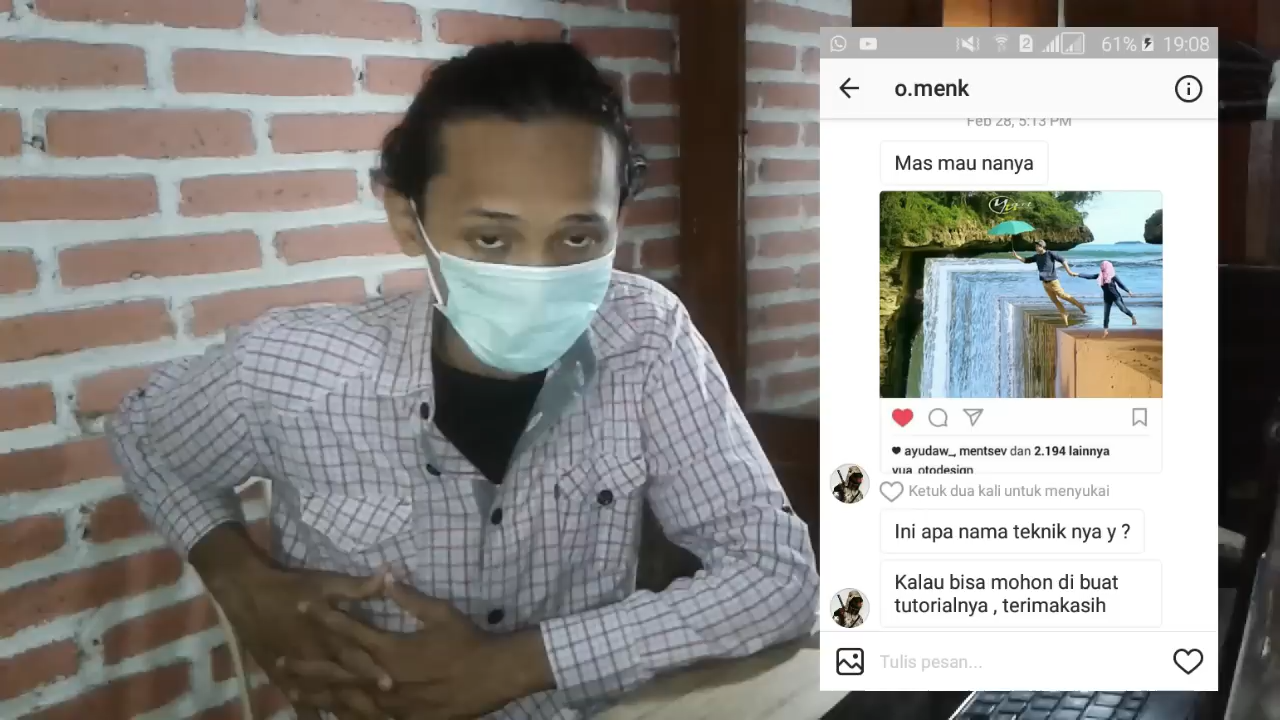 61% 19:08
o.menk
Feb 28, 5:13 PM
Mas mau nanya
ayudaw_, mentsev dan 2.194 lainnya
yua_otodesign
Ketuk dua kali untuk menyukai
Ini apa nama teknik nya y ?
Kalau bisa mohon di buat
tutorialnya , terimakasih
Tulis pesan...